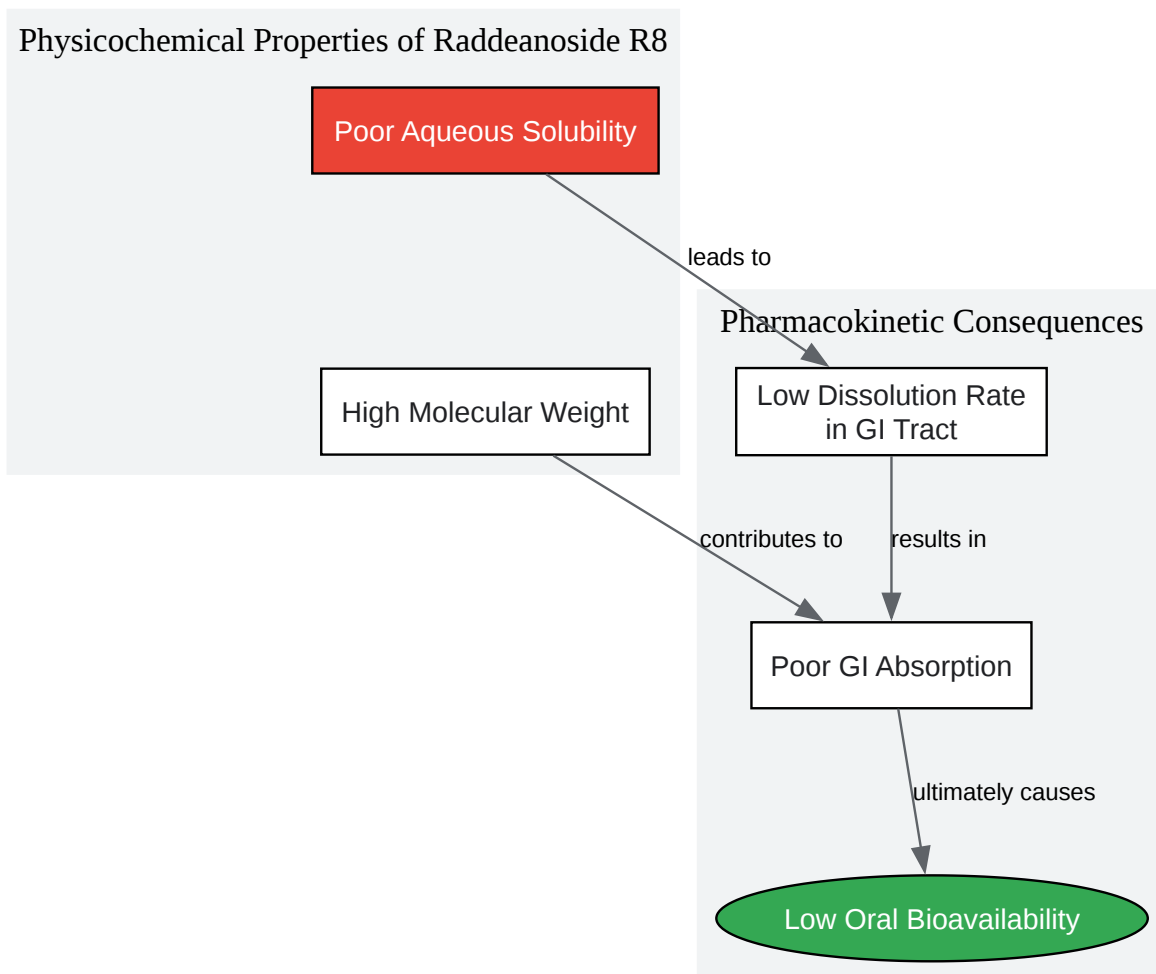 Physicochemical Properties of Raddeanoside R8
Poor Aqueous Solubility
leads to
Pharmacokinetic Consequences
High Molecular Weight
Low Dissolution Rate
in GI Tract
contributes to
results in
Poor GI Absorption
ultimately causes
Low Oral Bioavailability